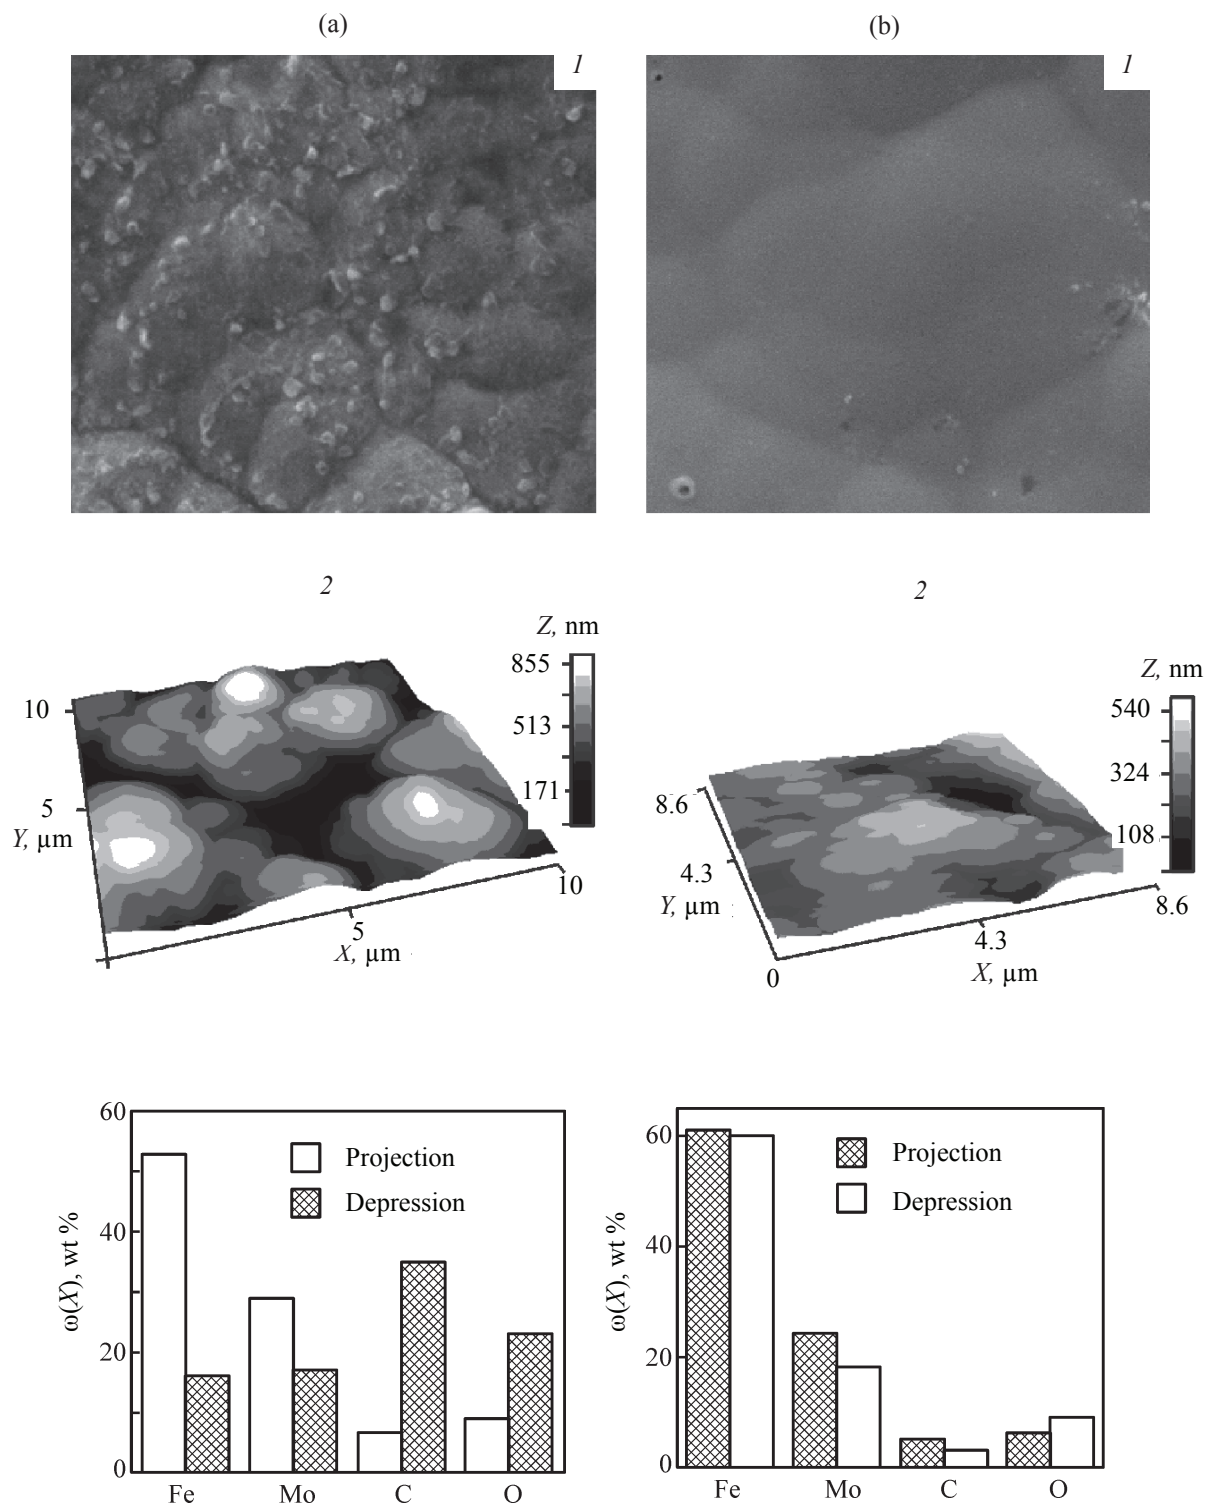 (a)
(b)
1
1
2
2
Z, nm
855
513
171
10
5
Y, µm
5
X, µm
10
Z, nm
540
324
108
8.6
4.3
Y, µm
0
4.3
X, µm
8.6
60
40
20
0
ω(X), wt %
Projection
Depression
Fe Mo C O
60
40
20
0
ω(X), wt %
Projection
Depression
Fe Mo C O